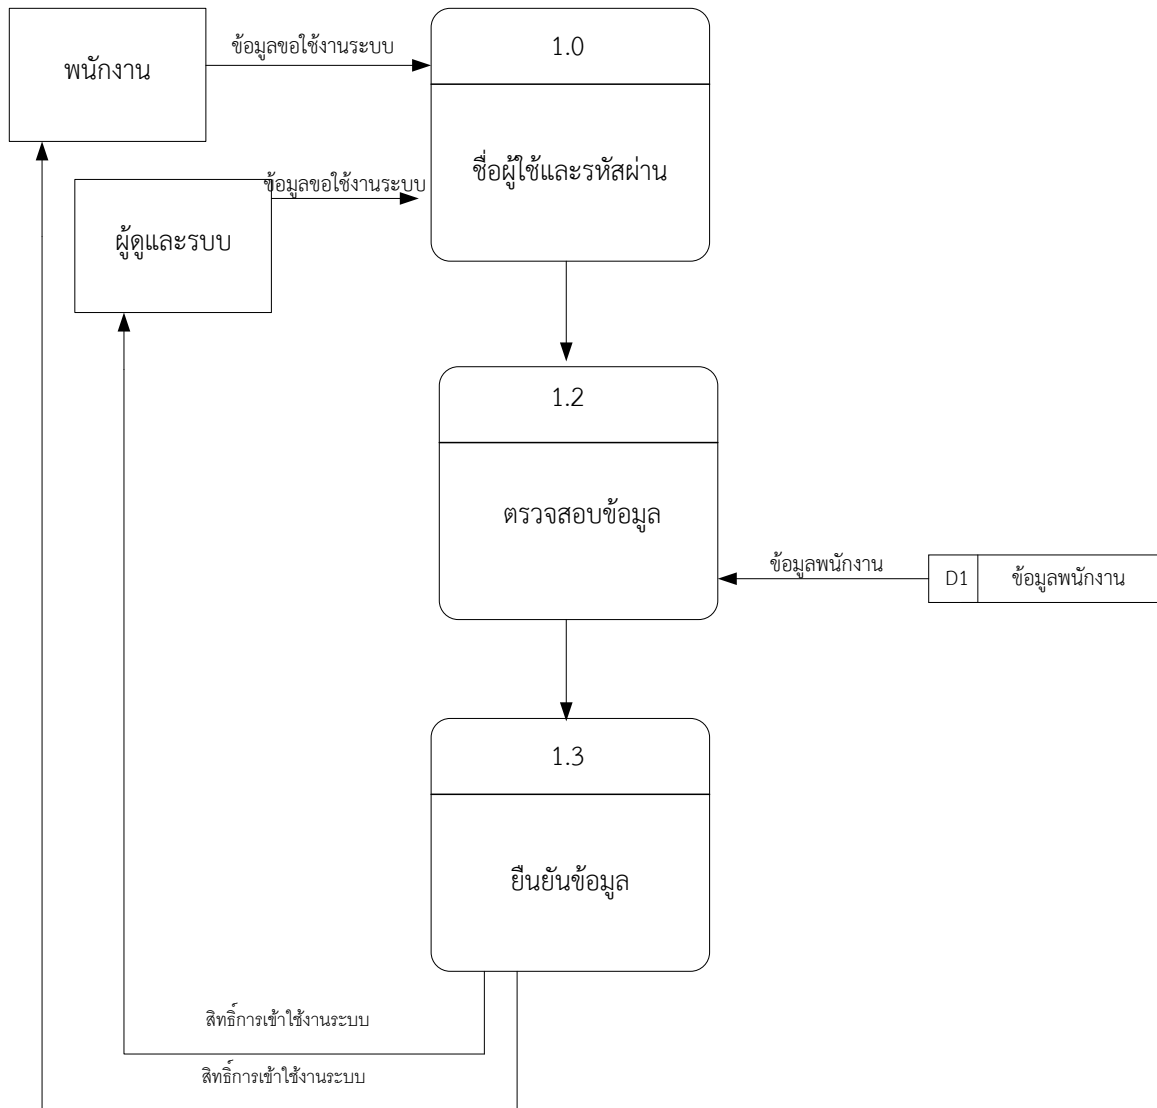 พนักงาน
ข้อมูลขอใช้งานระบบ
1.0
ชื่อผู้ใช้และรหัสผ่าน
ข้อมูลขอใช้งานระบบ
ผู้ดูและรบบ
1.2
ตรวจสอบข้อมูล
ข้อมูลพนักงาน
D1
ข้อมูลพนักงาน
1.3
ยืนยันข้อมูล
สิทธิ์การเข้าใช้งานระบบ
สิทธิ์การเข้าใช้งานระบบ